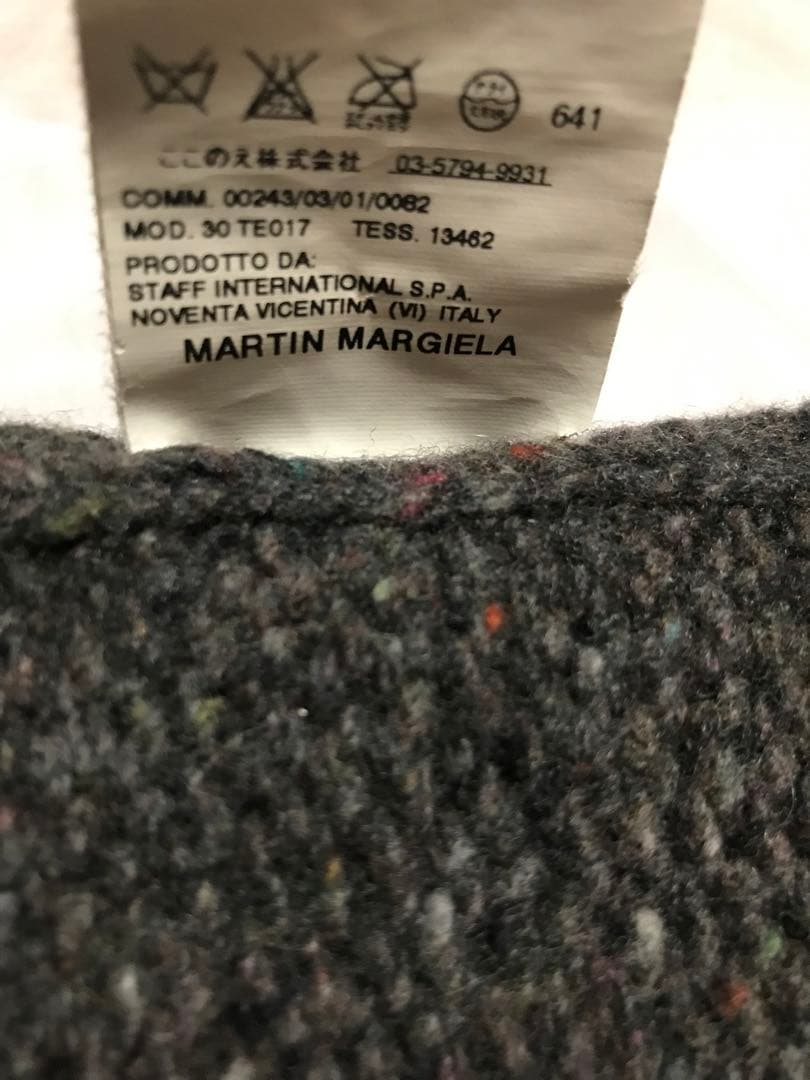 641
ここのえ株式会社 03-5794-9931
COMM. 00243/03/01/0082
MOD. 30 TE017 TESS. 13462
PRODOTTO DA:
STAFF INTERNATIONAL S.P.A.
NOVENTA VICENTINA (VI) ITALY
MARTIN MARGIELA